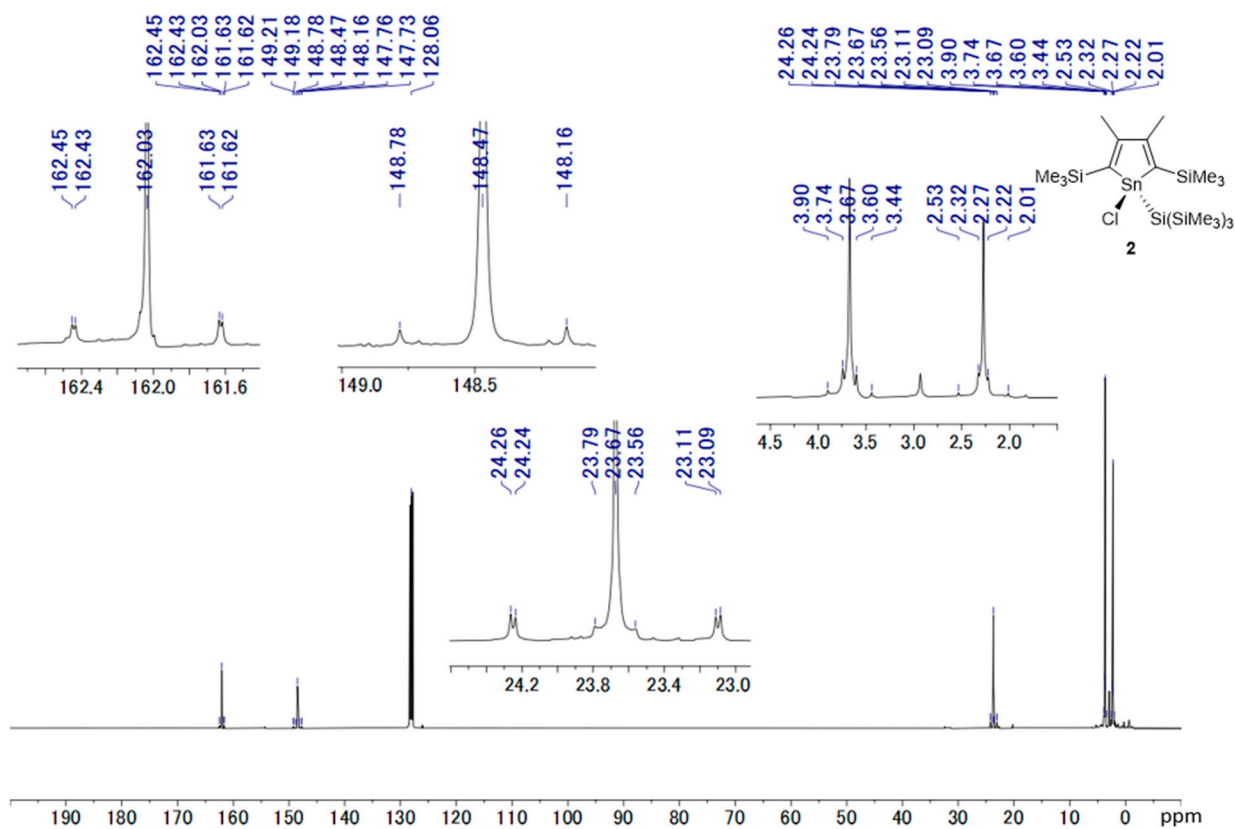 162.45 162.43 162.03 161.63 161.62 149.21 149.18 148.78 148.47 148.16 147.76 147.73 128.06
24.26 24.24 23.79 23.67 23.56 23.11 23.09 3.90 3.74 3.67 3.60 3.44 2.53 2.32 2.27 2.22 2.01
162.45 162.43 162.03 161.63 161.62
162.4 162.0 161.6
148.78 148.47 148.16
149.0 148.5
3.90 3.74 3.67 3.60 3.44 2.53 2.32 2.27 2.22 2.01
4.5 4.0 3.5 3.0 2.5 2.0
Me3Si Sn SiMe3
Cl Si(SiMe3)3
2
24.26 24.24 23.79 23.67 23.56 23.11 23.09
24.2 23.8 23.4 23.0
190 180 170 160 150 140 130 120 110 100 90 80 70 60 50 40 30 20 10 0 ppm